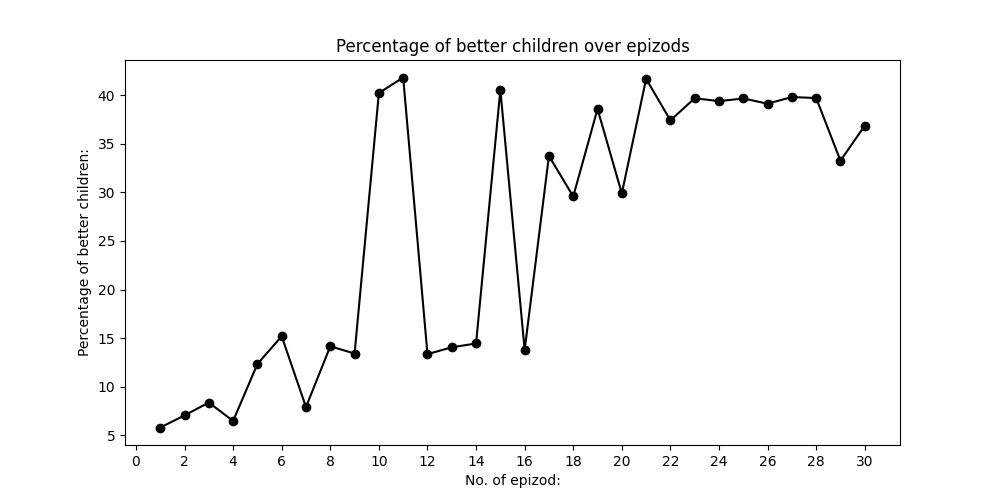 Percentage of better children over epizods
Percentage of better children:
40
35
30
25
20
15
10
5
0 2 4 6 8 10 12 14 16 18 20 22 24 26 28 30
No. of epizod: